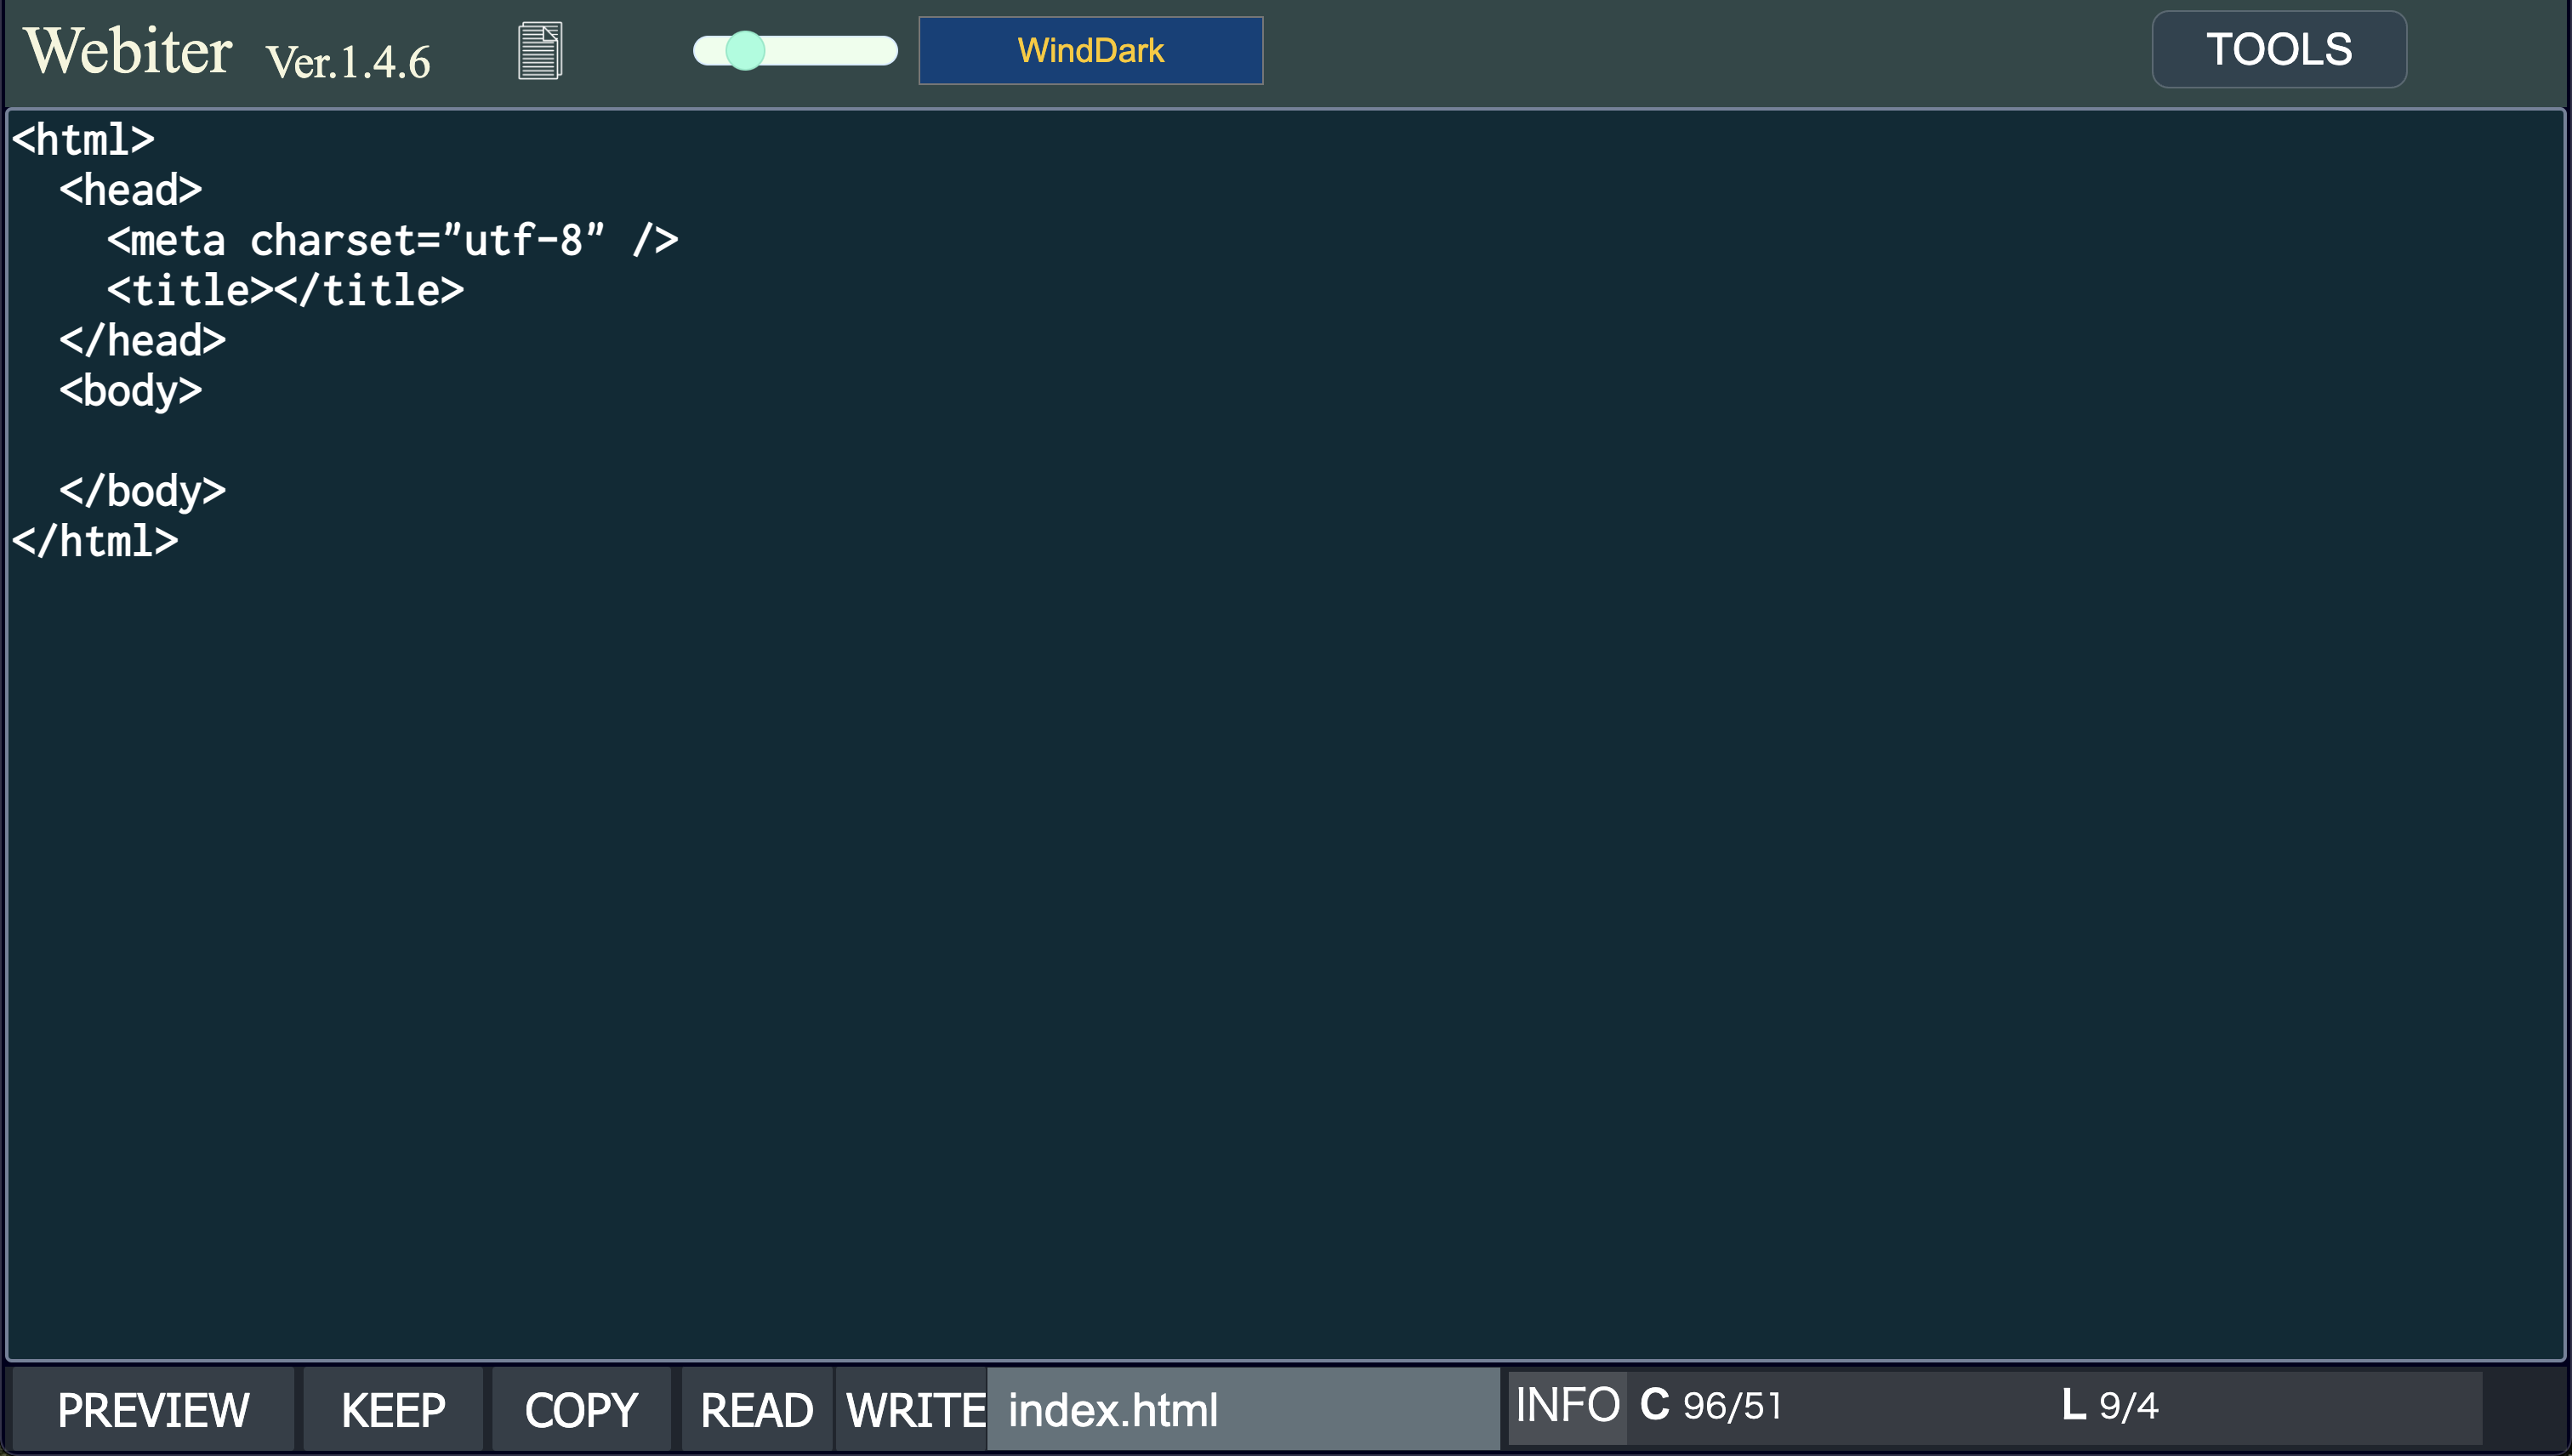 Webiter Ver.1.4.6 WindDark TOOLS
<html>
  <head>
    <meta charset="utf-8" />
    <title></title>
  </head>
  <body>

  </body>
</html>
PREVIEW KEEP COPY READ WRITE index.html INFO C 96/51 L 9/4